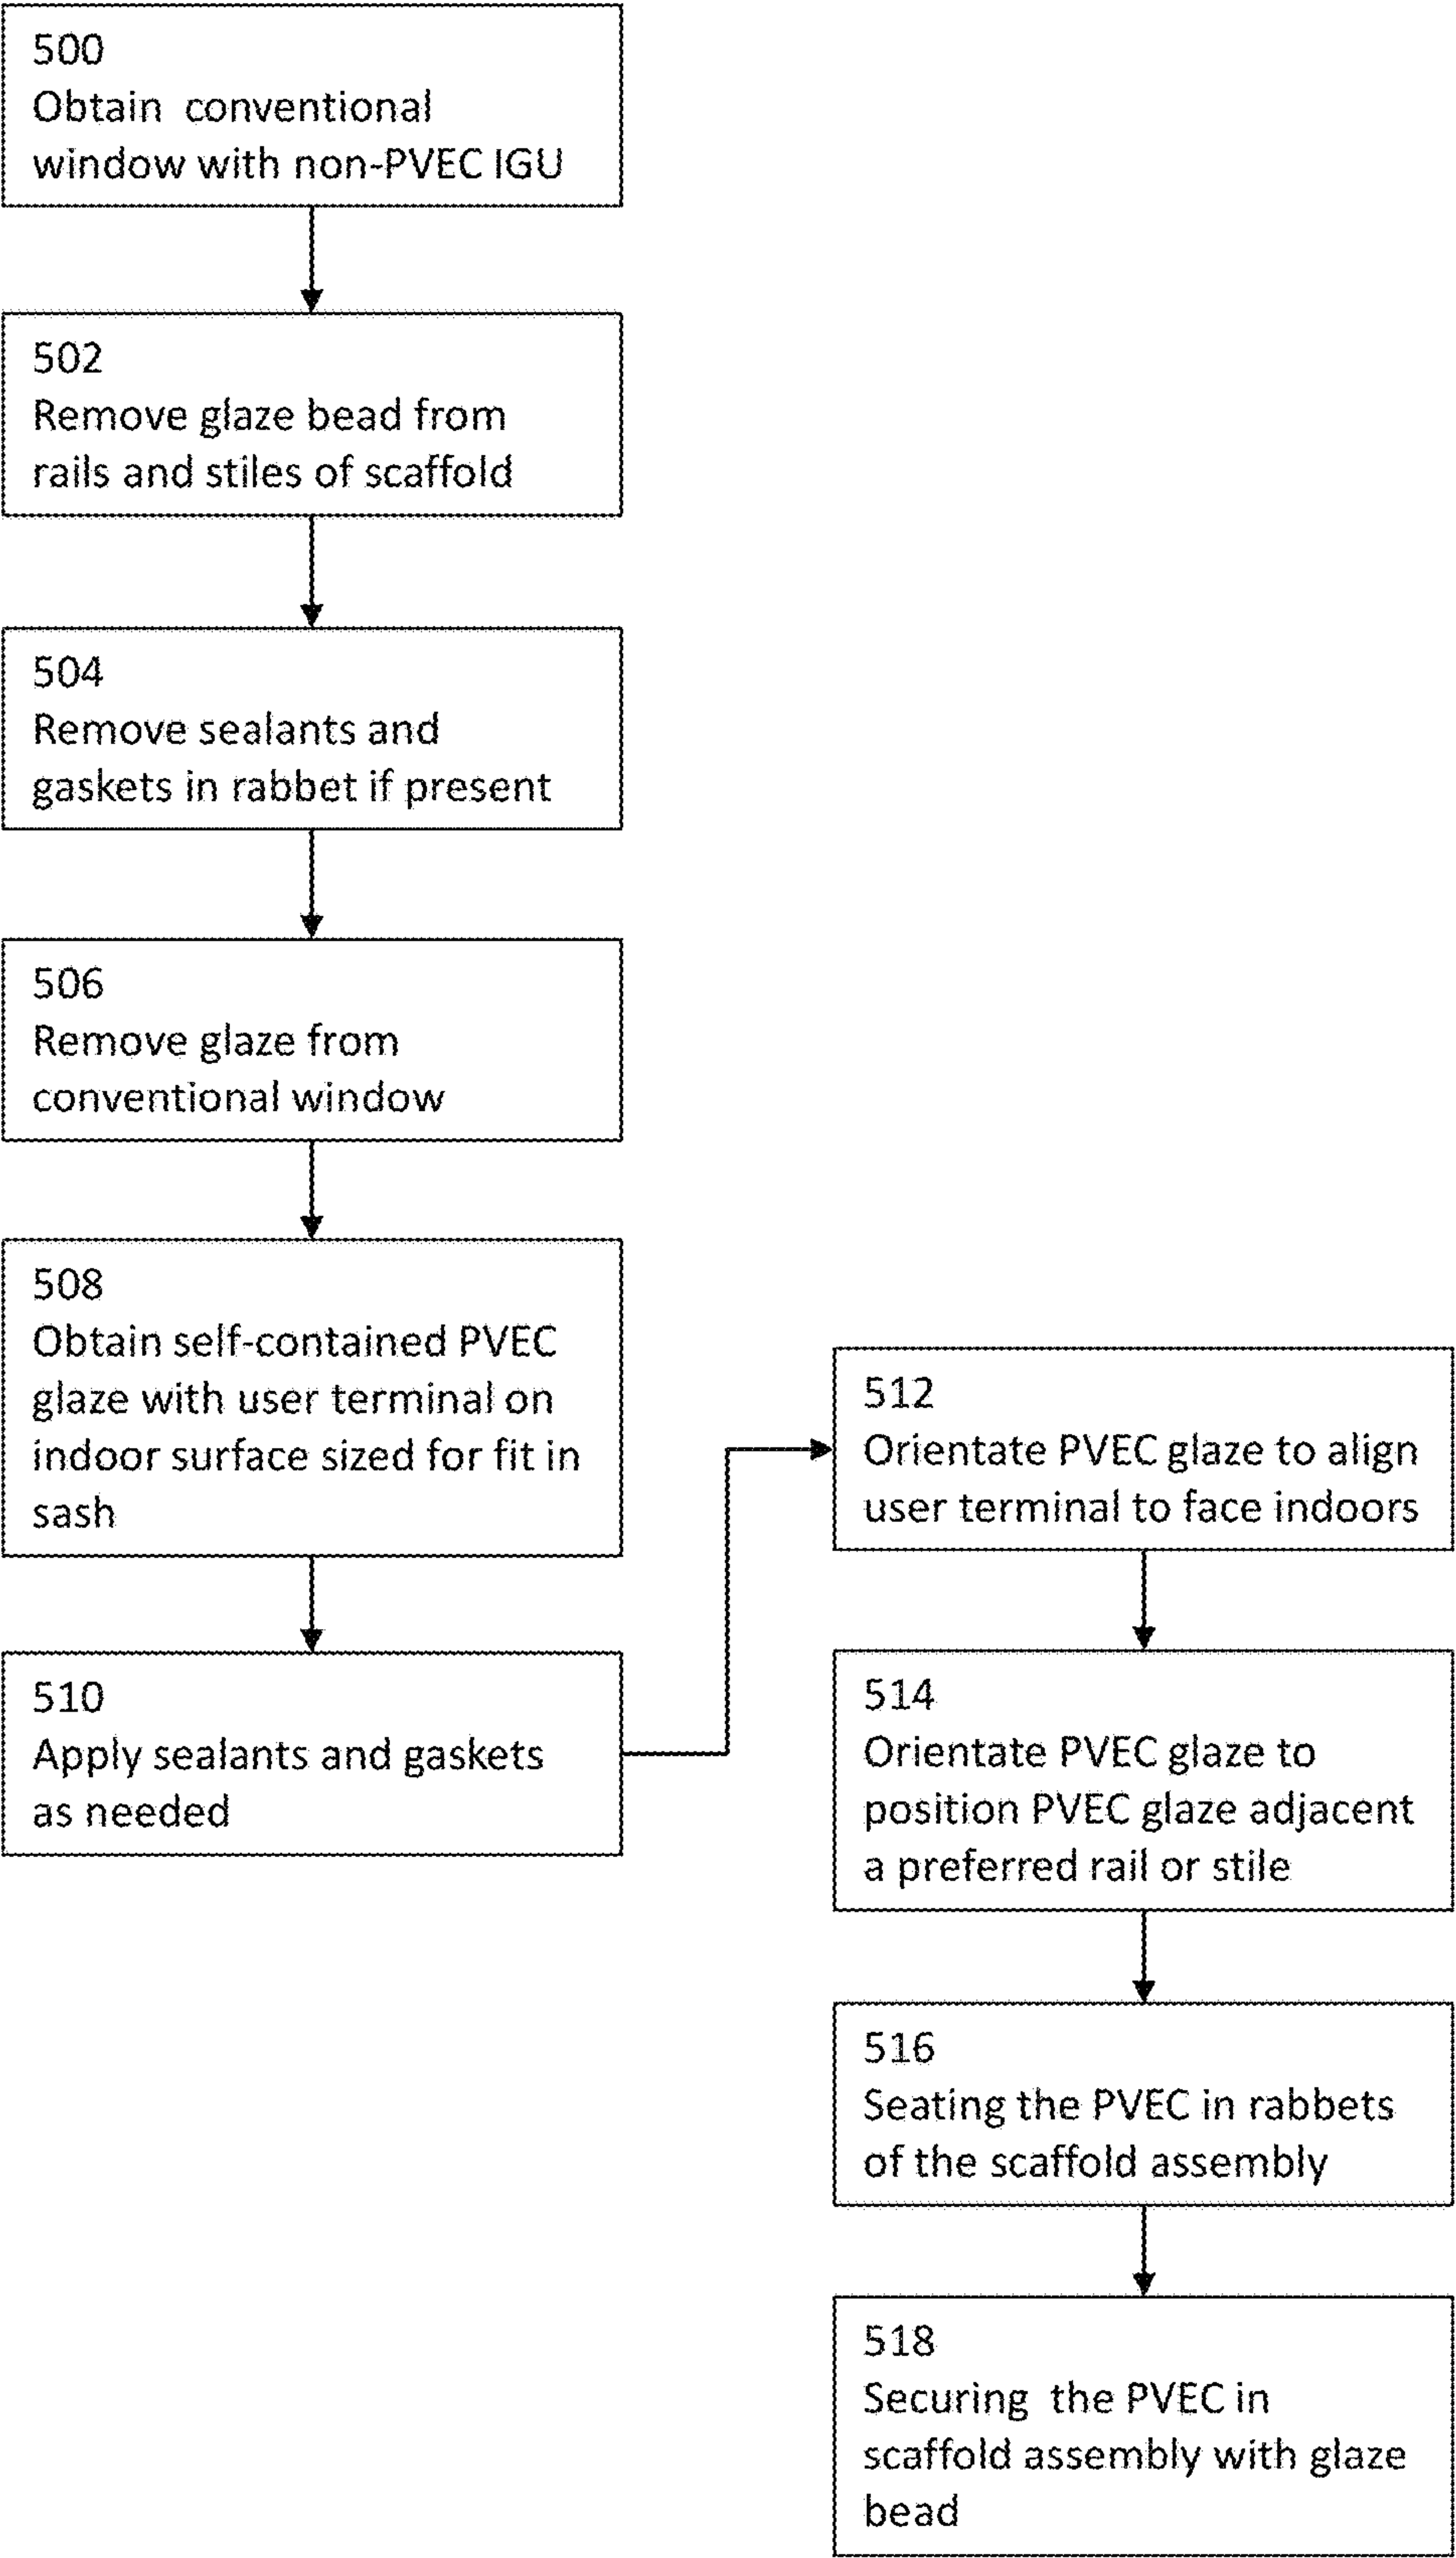 500
Obtain conventional
window with non-PVEC IGU
502
Remove glaze bead from
rails and stiles of scaffold
504
Remove sealants and
gaskets in rabbet if present
506
Remove glaze from
conventional window
508
Obtain self-contained PVEC
glaze with user terminal on
indoor surface sized for fit in
sash
510
Apply sealants and gaskets
as needed
512
Orientate PVEC glaze to align
user terminal to face indoors
514
Orientate PVEC glaze to
position PVEC glaze adjacent
a preferred rail or stile
516
Seating the PVEC in rabbets
of the scaffold assembly
518
Securing the PVEC in
scaffold assembly with glaze
bead